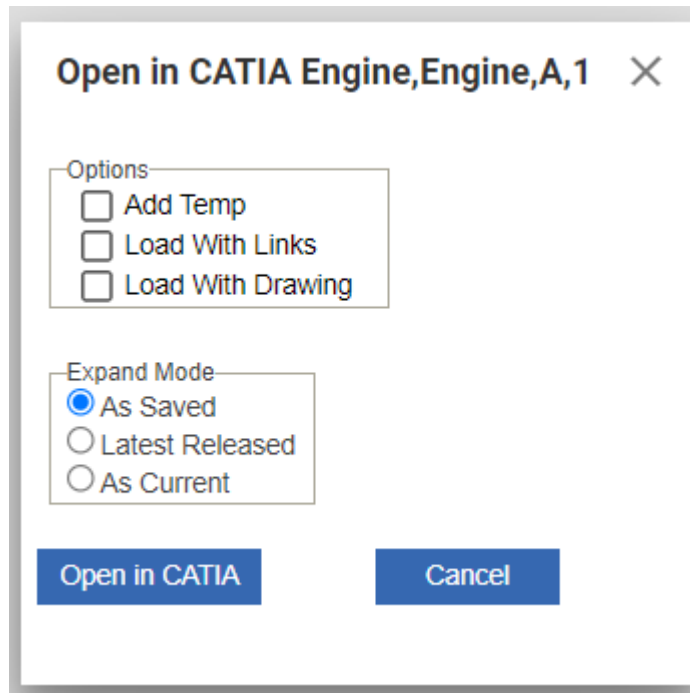 Open in CATIA Engine,Engine,A,1
Options
Add Temp
Load With Links
Load With Drawing
Expand Mode
As Saved
Latest Released
As Current
Open in CATIA
Cancel